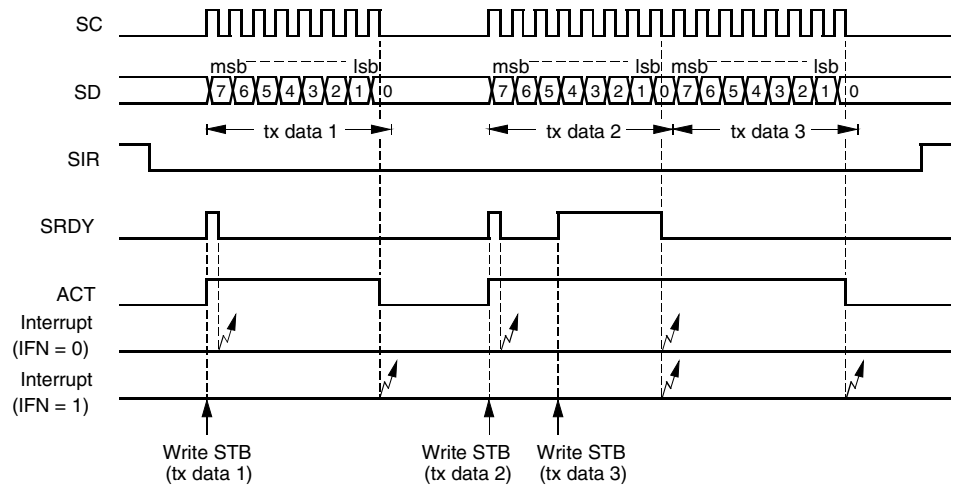 SC
msb lsb msb lsb msb lsb
SD 7 6 5 4 3 2 1 0 7 6 5 4 3 2 1 0 7 6 5 4 3 2 1 0
tx data 1 tx data 2 tx data 3
SIR
SRDY
ACT
Interrupt
(IFN = 0)
Interrupt
(IFN = 1)
Write STB Write STB Write STB
(tx data 1) (tx data 2) (tx data 3)